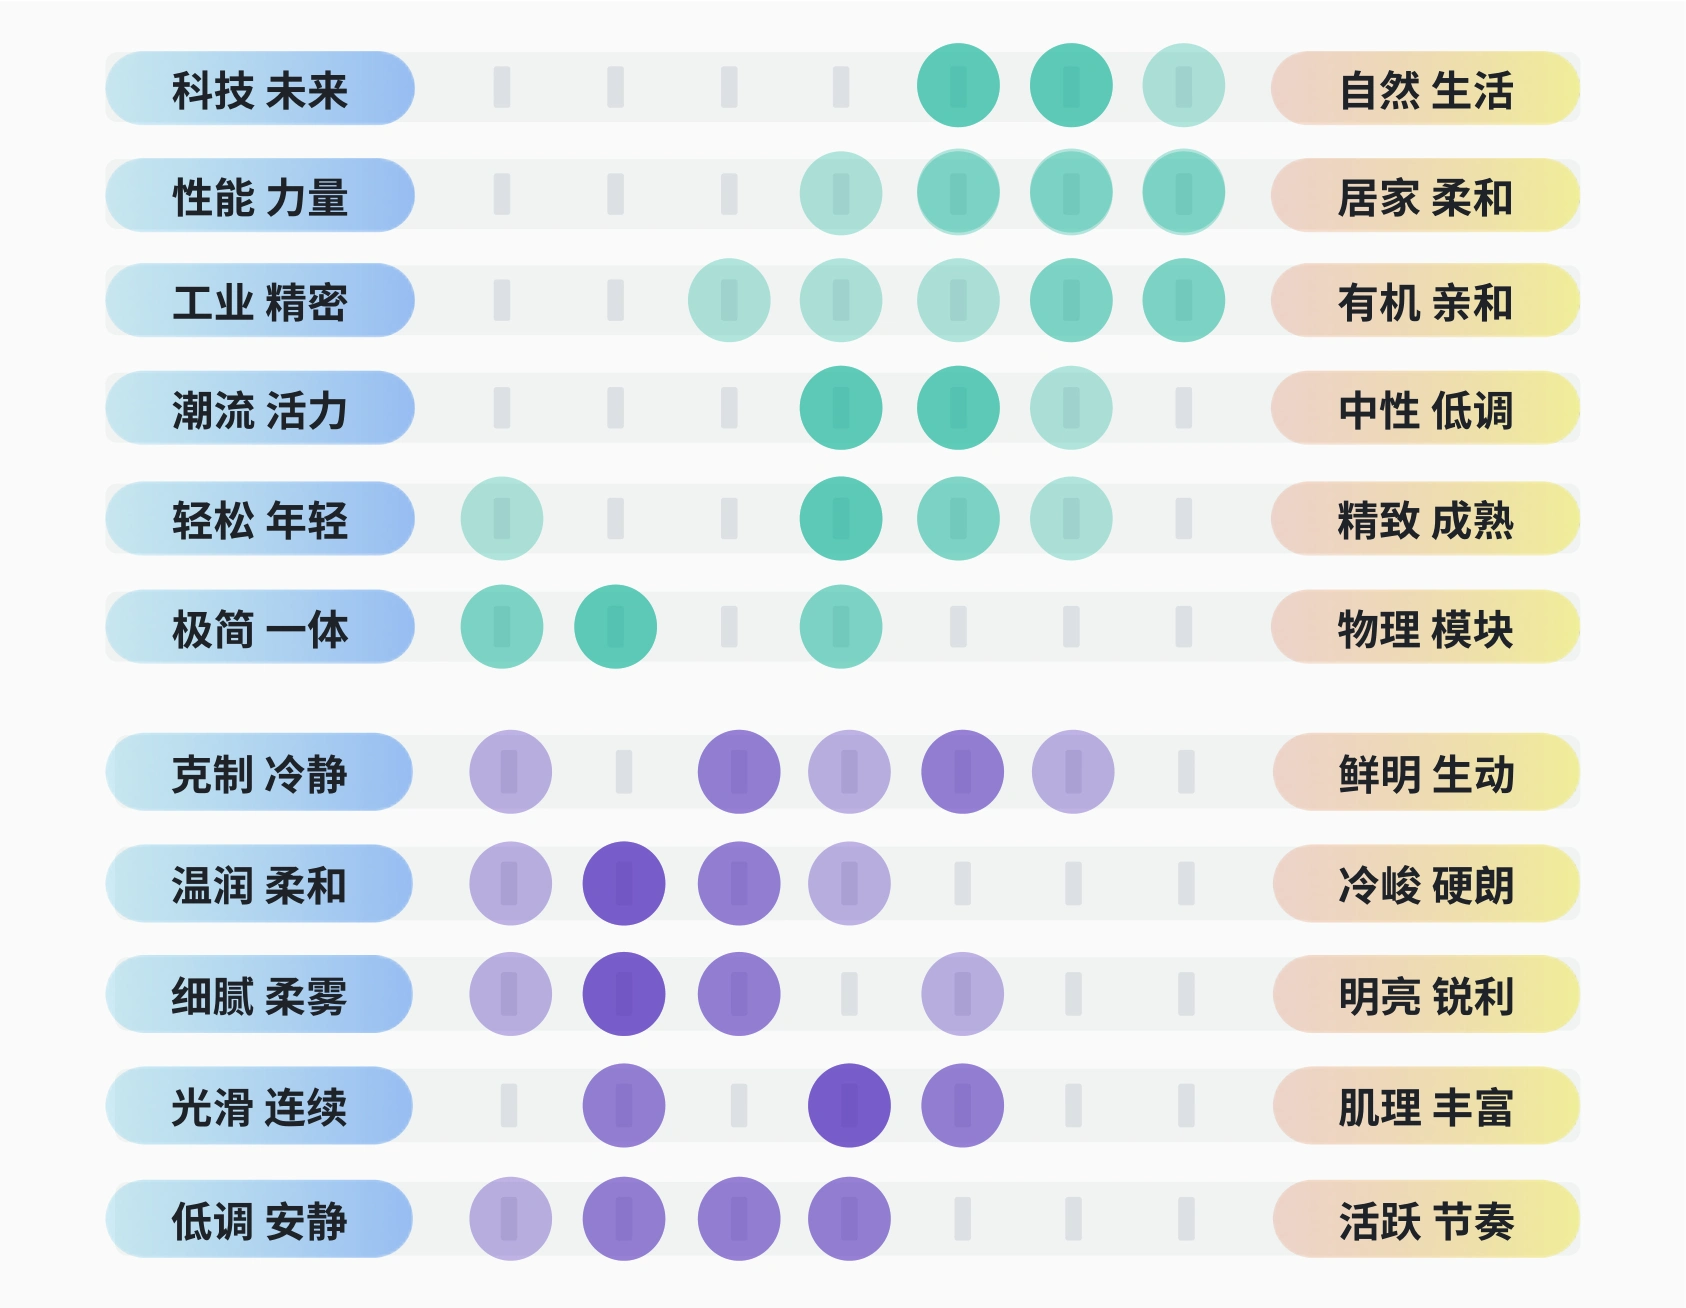 科技 未来 自然 生活
性能 力量 居家 柔和
工业 精密 有机 亲和
潮流 活力 中性 低调
轻松 年轻 精致 成熟
极简 一体 物理 模块
克制 冷静 鲜明 生动
温润 柔和 冷峻 硬朗
细腻 柔雾 明亮 锐利
光滑 连续 肌理 丰富
低调 安静 活跃 节奏